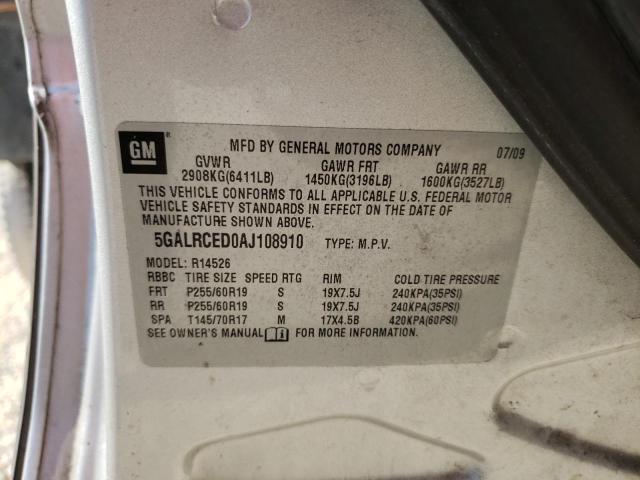 GM ® MFD BY GENERAL MOTORS COMPANY 07/09
GVWR GAWR FRT GAWR RR
2908KG(6411LB) 1450KG(3196LB) 1600KG(3527LB)
THIS VEHICLE CONFORMS TO ALL APPLICABLE U.S. FEDERAL MOTOR
VEHICLE SAFETY STANDARDS IN EFFECT ON THE DATE OF
MANUFACTURE SHOWN ABOVE.
5GALRCED0AJ108910 TYPE: M.P.V.
MODEL: R14526
RBBC TIRE SIZE SPEED RTG RIM COLD TIRE PRESSURE
FRT P255/60R19 S 19X7.5J 240KPA(35PSI)
RR P255/60R19 S 19X7.5J 240KPA(35PSI)
SPA T145/70R17 M 17X4.5B 420KPA(60PSI)
SEE OWNER'S MANUAL FOR MORE INFORMATION.